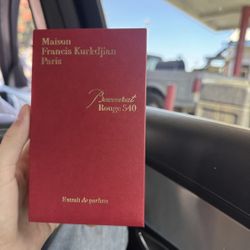 Maison
Francis Kurkdjian
Paris
Baccarat
Rouge 540
Extrait de parfum